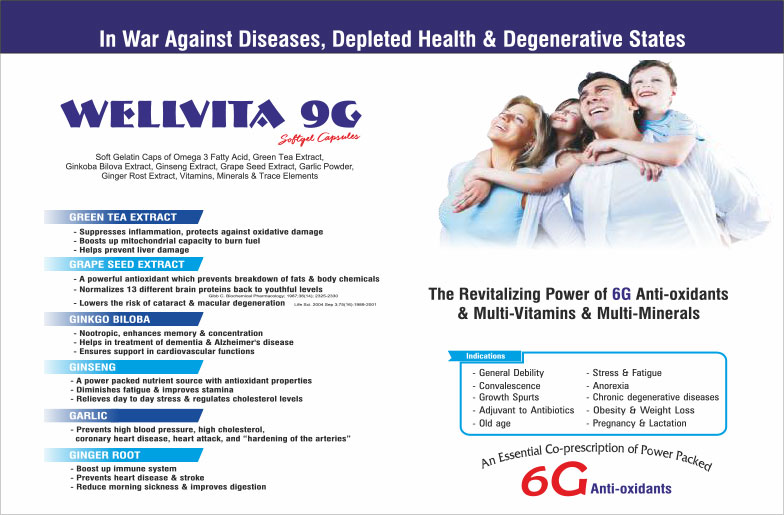 In War Against Diseases, Depleted Health & Degenerative States
WELLVITA 9G
Softgel Capsules
Soft Gelatin Caps of Omega 3 Fatty Acid, Green Tea Extract,
Ginkoba Bilova Extract, Ginseng Extract, Grape Seed Extract, Garlic Powder,
Ginger Rost Extract, Vitamins, Minerals & Trace Elements
GREEN TEA EXTRACT
- Suppresses inflammation, protects against oxidative damage
- Boosts up mitochondrial capacity to burn fuel
- Helps prevent liver damage
GRAPE SEED EXTRACT
- A powerful antioxidant which prevents breakdown of fats & body chemicals
- Normalizes 13 different brain proteins back to youthful levels
- Lowers the risk of cataract & macular degeneration
GINKGO BILOBA
- Nootropic, enhances memory & concentration
- Helps in treatment of dementia & Alzheimer's disease
- Ensures support in cardiovascular functions
GINSENG
- A power packed nutrient source with antioxidant properties
- Diminishes fatigue & improves stamina
- Relieves day to day stress & regulates cholesterol levels
GARLIC
- Prevents high blood pressure, high cholesterol,
coronary heart disease, heart attack, and "hardening of the arteries"
GINGER ROOT
- Boost up immune system
- Prevents heart disease & stroke
- Reduce morning sickness & improves digestion
The Revitalizing Power of 6G Anti-oxidants
& Multi-Vitamins & Multi-Minerals
Indications
- General Debility
- Convalescence
- Growth Spurts
- Adjuvant to Antibiotics
- Old age
- Stress & Fatigue
- Anorexia
- Chronic degenerative diseases
- Obesity & Weight Loss
- Pregnancy & Lactation
An Essential Co-prescription of Power Packed
6G Anti-oxidants